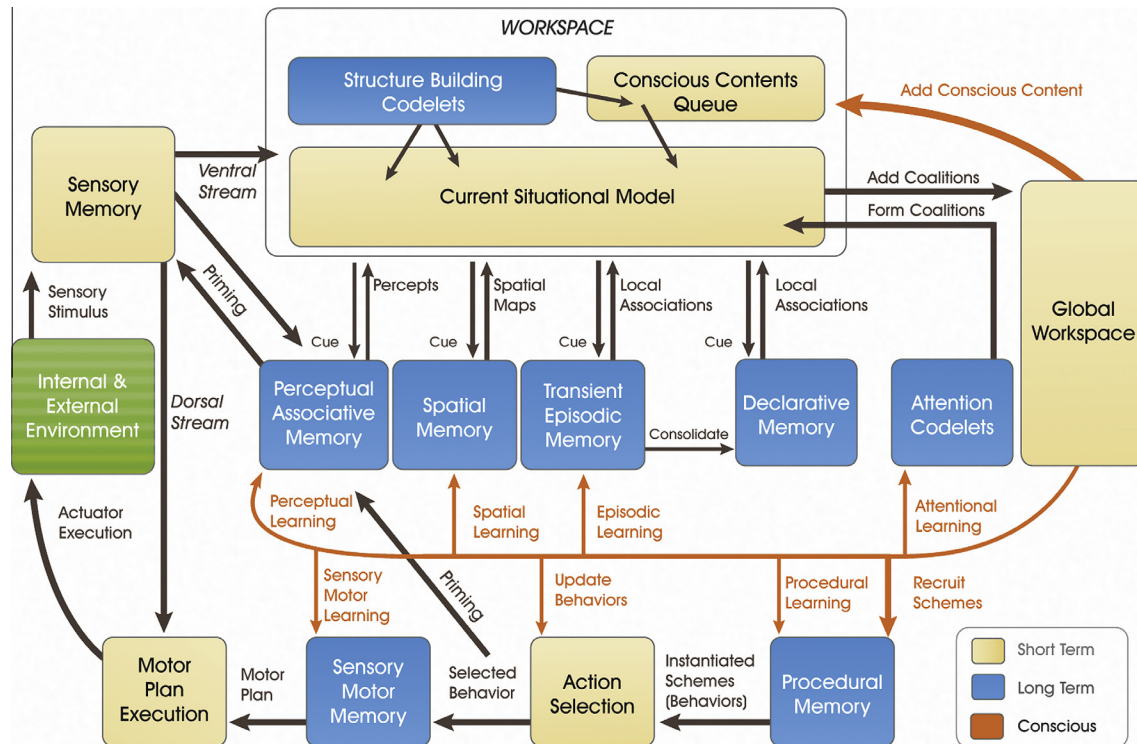 WORKSPACE
Structure Building
Codelets
Conscious Contents
Queue
Add Conscious Content
Sensory
Memory
Ventral
Stream
Current Situational Model
Add Coalitions
Form Coalitions
Global
Workspace
Priming
Sensory
Stimulus
Percepts
Cue
Spatial
Maps
Cue
Local
Associations
Cue
Local
Associations
Cue
Internal &
External
Environment
Dorsal
Stream
Perceptual
Associative
Memory
Spatial
Memory
Transient
Episodic
Memory
Consolidate
Declarative
Memory
Attention
Codelets
Actuator
Execution
Perceptual
Learning
Spatial
Learning
Episodic
Learning
Attentional
Learning
Priming
Sensory
Motor
Learning
Update
Behaviors
Procedural
Learning
Recruit
Schemes
Motor
Plan
Execution
Motor
Plan
Sensory
Motor
Memory
Selected
Behavior
Action
Selection
Instantiated
Schemes
(Behaviors)
Procedural
Memory
Short Term
Long Term
Conscious